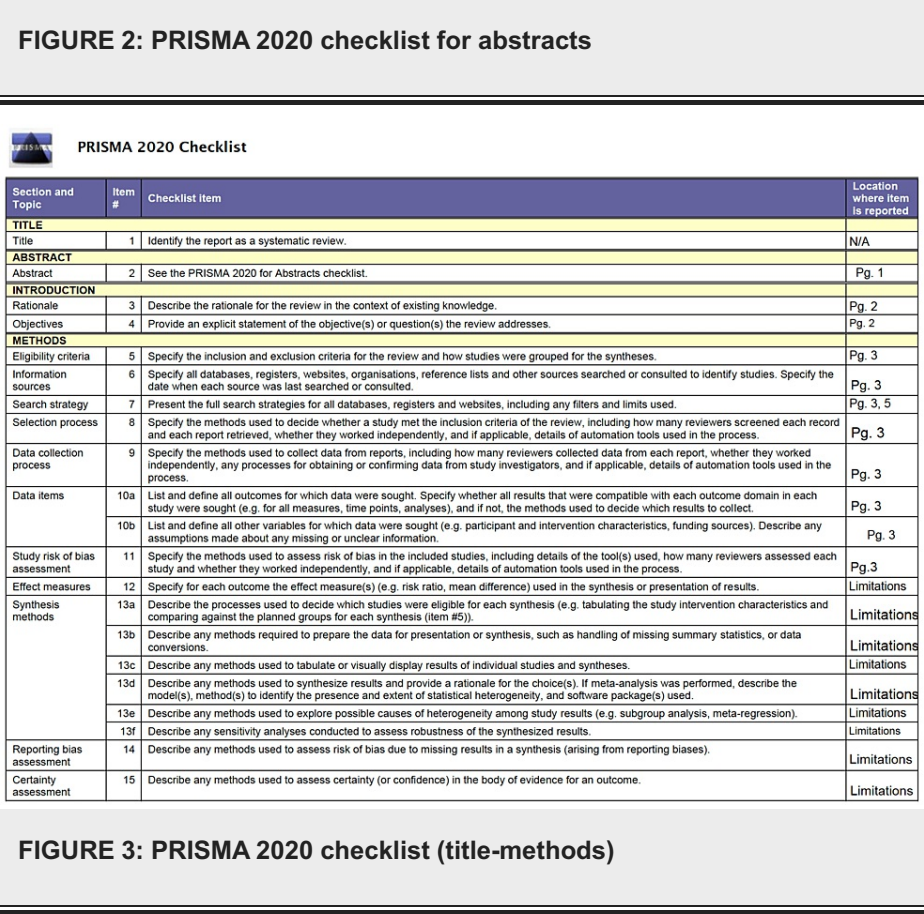 FIGURE 2: PRISMA 2020 checklist for abstracts
PRISMA
PRISMA 2020 Checklist
Section and Topic Item # Checklist item Location where item is reported
TITLE
Title 1 Identify the report as a systematic review. N/A
ABSTRACT
Abstract 2 See the PRISMA 2020 for Abstracts checklist. Pg. 1
INTRODUCTION
Rationale 3 Describe the rationale for the review in the context of existing knowledge. Pg. 2
Objectives 4 Provide an explicit statement of the objective(s) or question(s) the review addresses. Pg. 2
METHODS
Eligibility criteria 5 Specify the inclusion and exclusion criteria for the review and how studies were grouped for the syntheses. Pg. 3
Information sources 6 Specify all databases, registers, websites, organisations, reference lists and other sources searched or consulted to identify studies. Specify the
date when each source was last searched or consulted. Pg. 3
Search strategy 7 Present the full search strategies for all databases, registers and websites, including any filters and limits used. Pg. 3, 5
Selection process 8 Specify the methods used to decide whether a study met the inclusion criteria of the review, including how many reviewers screened each record
and each report retrieved, whether they worked independently, and if applicable, details of automation tools used in the process. Pg. 3
Data collection process 9 Specify the methods used to collect data from reports, including how many reviewers collected data from each report, whether they worked
independently, any processes for obtaining or confirming data from study investigators, and if applicable, details of automation tools used in the
process. Pg. 3
Data items 10a List and define all outcomes for which data were sought. Specify whether all results that were compatible with each outcome domain in each
study were sought (e.g. for all measures, time points, analyses), and if not, the methods used to decide which results to collect. Pg. 3
10b List and define all other variables for which data were sought (e.g. participant and intervention characteristics, funding sources). Describe any
assumptions made about any missing or unclear information. Pg. 3
Study risk of bias assessment 11 Specify the methods used to assess risk of bias in the included studies, including details of the tool(s) used, how many reviewers assessed each
study and whether they worked independently, and if applicable, details of automation tools used in the process. Pg.3
Effect measures 12 Specify for each outcome the effect measure(s) (e.g. risk ratio, mean difference) used in the synthesis or presentation of results. Limitations
Synthesis methods 13a Describe the processes used to decide which studies were eligible for each synthesis (e.g. tabulating the study intervention characteristics and
comparing against the planned groups for each synthesis (item #5)). Limitations
13b Describe any methods required to prepare the data for presentation or synthesis, such as handling of missing summary statistics, or data
conversions. Limitations
13c Describe any methods used to tabulate or visually display results of individual studies and syntheses. Limitations
13d Describe any methods used to synthesize results and provide a rationale for the choice(s). If meta-analysis was performed, describe the
model(s), method(s) to identify the presence and extent of statistical heterogeneity, and software package(s) used. Limitations
13e Describe any methods used to explore possible causes of heterogeneity among study results (e.g. subgroup analysis, meta-regression). Limitations
13f Describe any sensitivity analyses conducted to assess robustness of the synthesized results. Limitations
Reporting bias assessment 14 Describe any methods used to assess risk of bias due to missing results in a synthesis (arising from reporting biases). Limitations
Certainty assessment 15 Describe any methods used to assess certainty (or confidence) in the body of evidence for an outcome. Limitations
FIGURE 3: PRISMA 2020 checklist (title-methods)